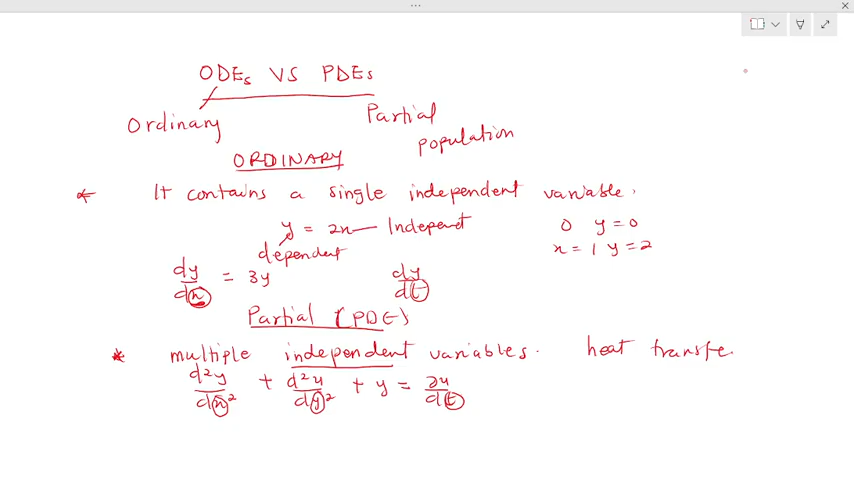 ODEs VS PDEs
Ordinary
Partial
population
ORDINARY
* It contains a single independent variable.
y = 2x — Independent
dependent
0 y = 0
x = 1 y = 2
dy/dx = 3y
dy/dt
Partial (PDE)
* multiple independent variables. heat transfe
d²y/dx² + d²u/dy² + y = ∂u/dt